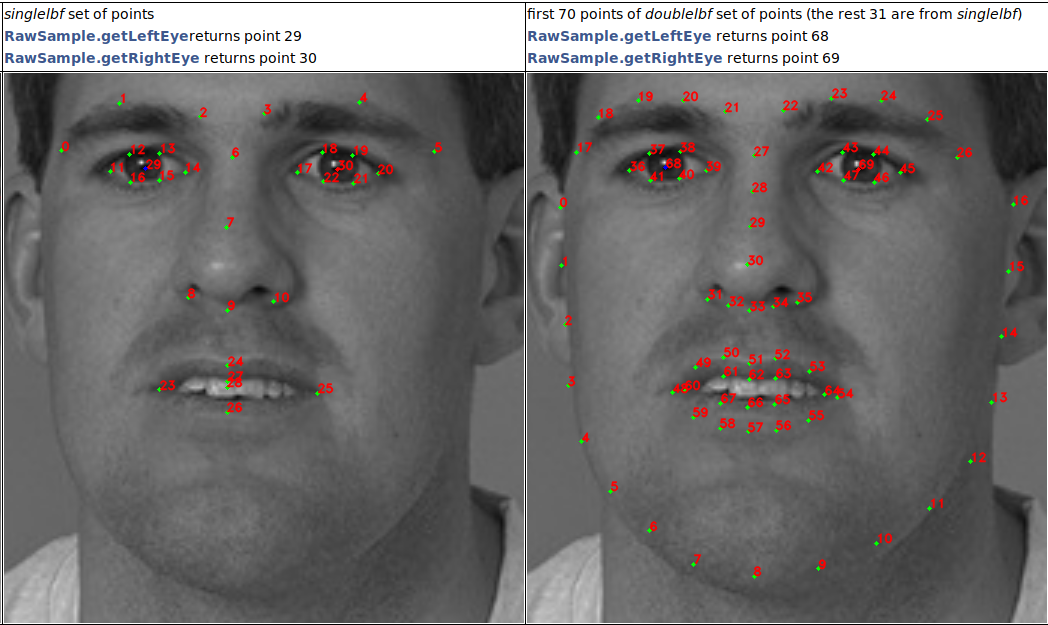 singlelbf set of points
RawSample.getLeftEyereturns point 29
RawSample.getRightEye returns point 30
first 70 points of doublelbf set of points (the rest 31 are from singlelbf)
RawSample.getLeftEye returns point 68
RawSample.getRightEye returns point 69
1 4
2 3
0 12 13 6 18 19 5
11 29 14 17 30 20
16 15 22 21
7
8 9 10
24
27
23 28 25
26
19 20 21 22 23 24
18 25
17 37 38 27 43 44 26
36 68 39 42 69 45
41 40 47 46
28
0 16
29
1 30 15
31 32 33 34 35
2 14
50 51 52
49 61 62 63 53
3 48 60 64 54
13
67 66 65
59 58 57 56 55
4 12
5 11
6 10
7 8 9